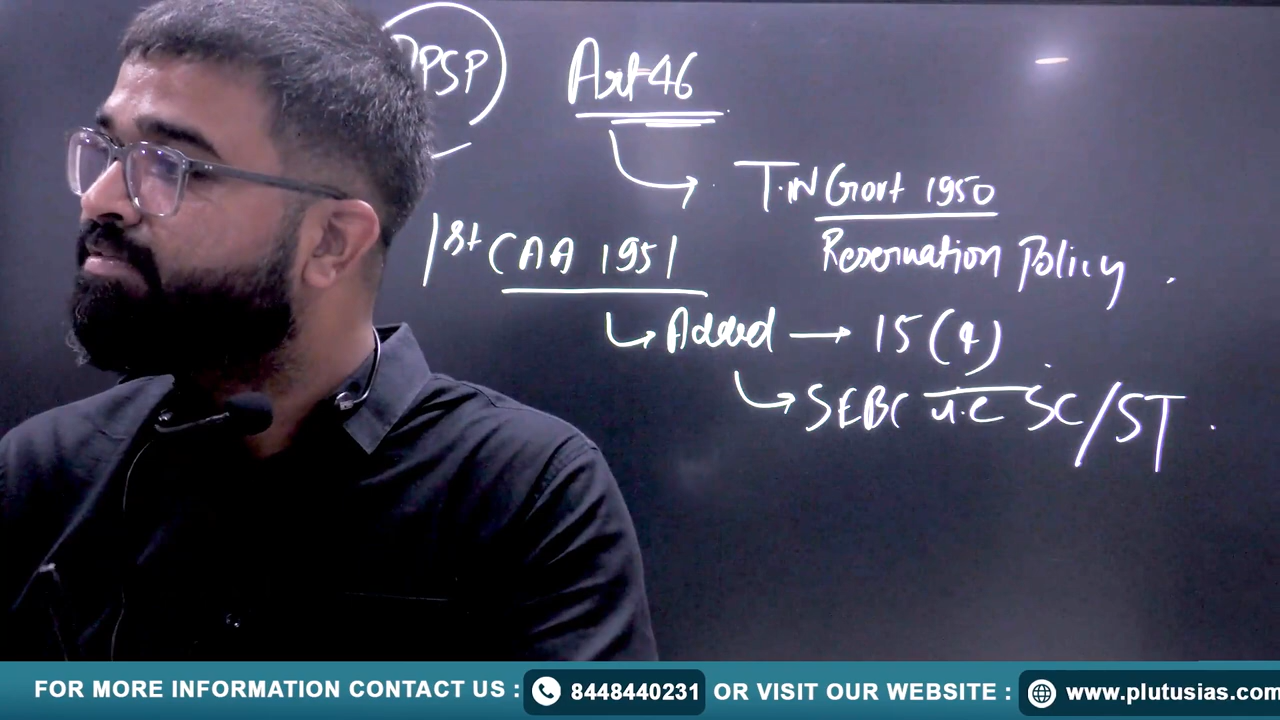 DPSP Art-46
T.N Govt 1950
1st CAA 1951 Reservation Policy.
Added → 15(4)
SEBC SC/ST.
FOR MORE INFORMATION CONTACT US : 8448440231 OR VISIT OUR WEBSITE : www.plutusias.com